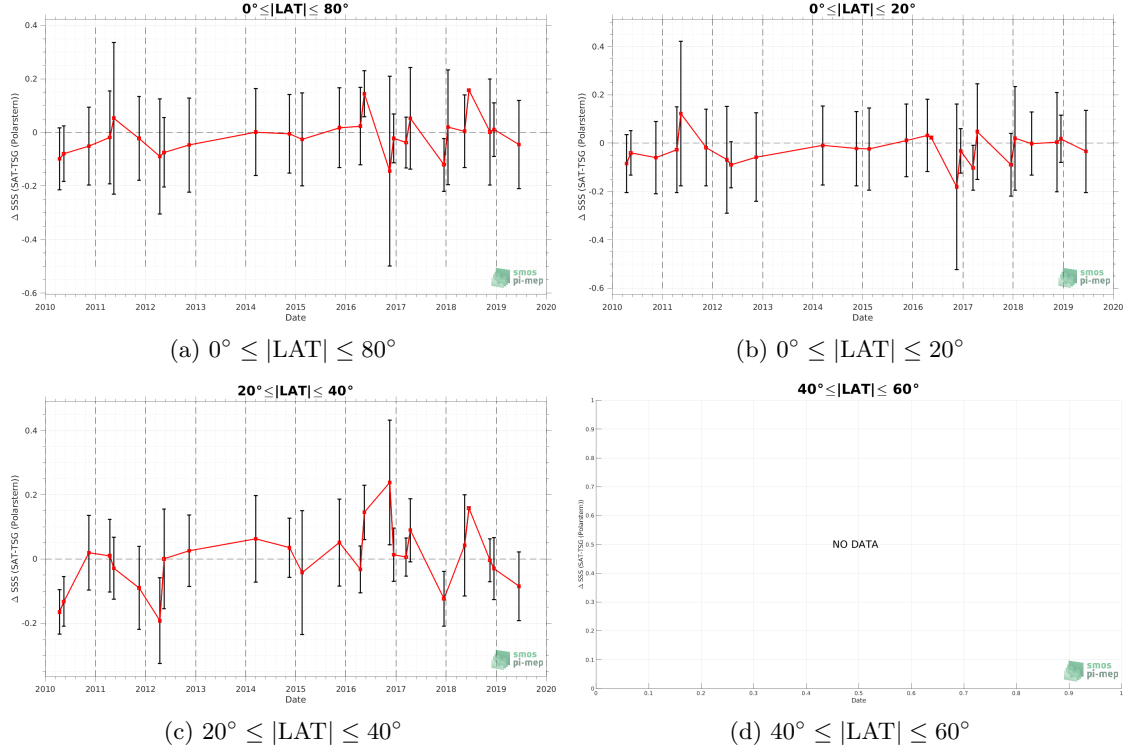 0°≤|LAT|≤ 80°
Δ SSS (SAT-TSG (Polarstern))
0.4
0.2
0
-0.2
-0.4
-0.6
2010 2011 2012 2013 2014 2015 2016 2017 2018 2019 2020
Date
smos
pi-mep
(a) 0° ≤ |LAT| ≤ 80°
0°≤|LAT|≤ 20°
Δ SSS (SAT-TSG (Polarstern))
0.4
0.2
0
-0.2
-0.4
-0.6
2010 2011 2012 2013 2014 2015 2016 2017 2018 2019 2020
Date
smos
pi-mep
(b) 0° ≤ |LAT| ≤ 20°
20°≤|LAT|≤ 40°
Δ SSS (SAT-TSG (Polarstern))
0.4
0.2
0
-0.2
2010 2011 2012 2013 2014 2015 2016 2017 2018 2019 2020
Date
smos
pi-mep
(c) 20° ≤ |LAT| ≤ 40°
40°≤|LAT|≤ 60°
Δ SSS (SAT-TSG (Polarstern))
1
0.9
0.8
0.7
0.6
0.5
0.4
0.3
0.2
0.1
0
NO DATA
0 0.1 0.2 0.3 0.4 0.5 0.6 0.7 0.8 0.9 1
Date
smos
pi-mep
(d) 40° ≤ |LAT| ≤ 60°